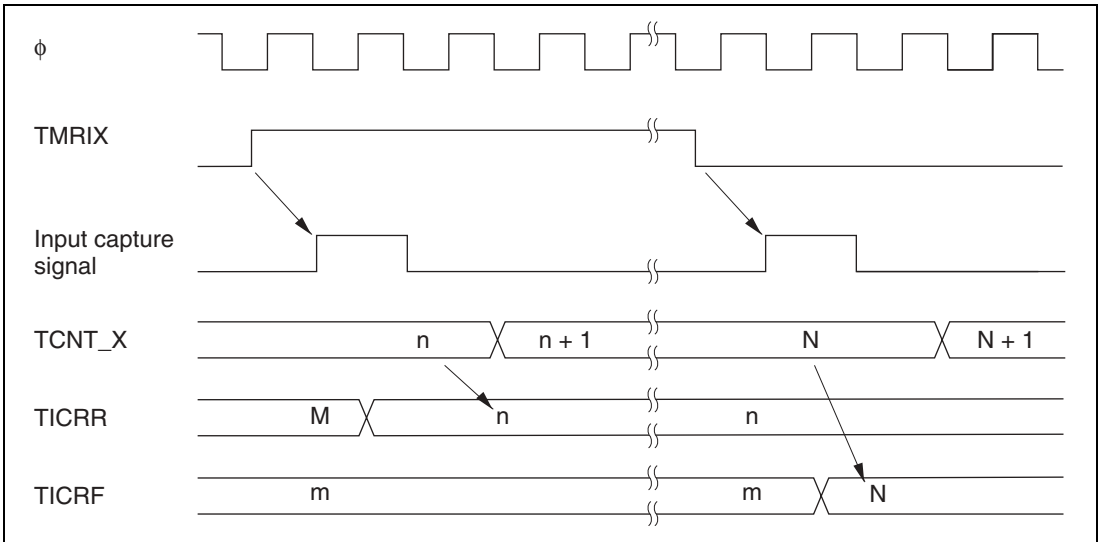 ϕ
TMRIX
Input capture
signal
TCNT_X n n + 1 N N + 1
TICRR M n n
TICRF m m N